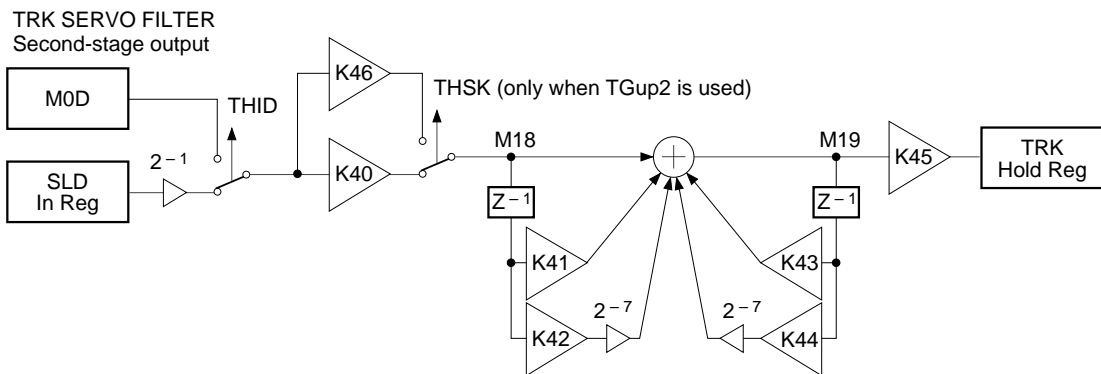 TRK SERVO FILTER
Second-stage output
M0D
THID
K46
THSK (only when TGup2 is used)
2⁻¹
SLD
In Reg
K40
M18
M19
K45
TRK
Hold Reg
Z⁻¹
Z⁻¹
K41
K43
2⁻⁷
2⁻⁷
K42
K44